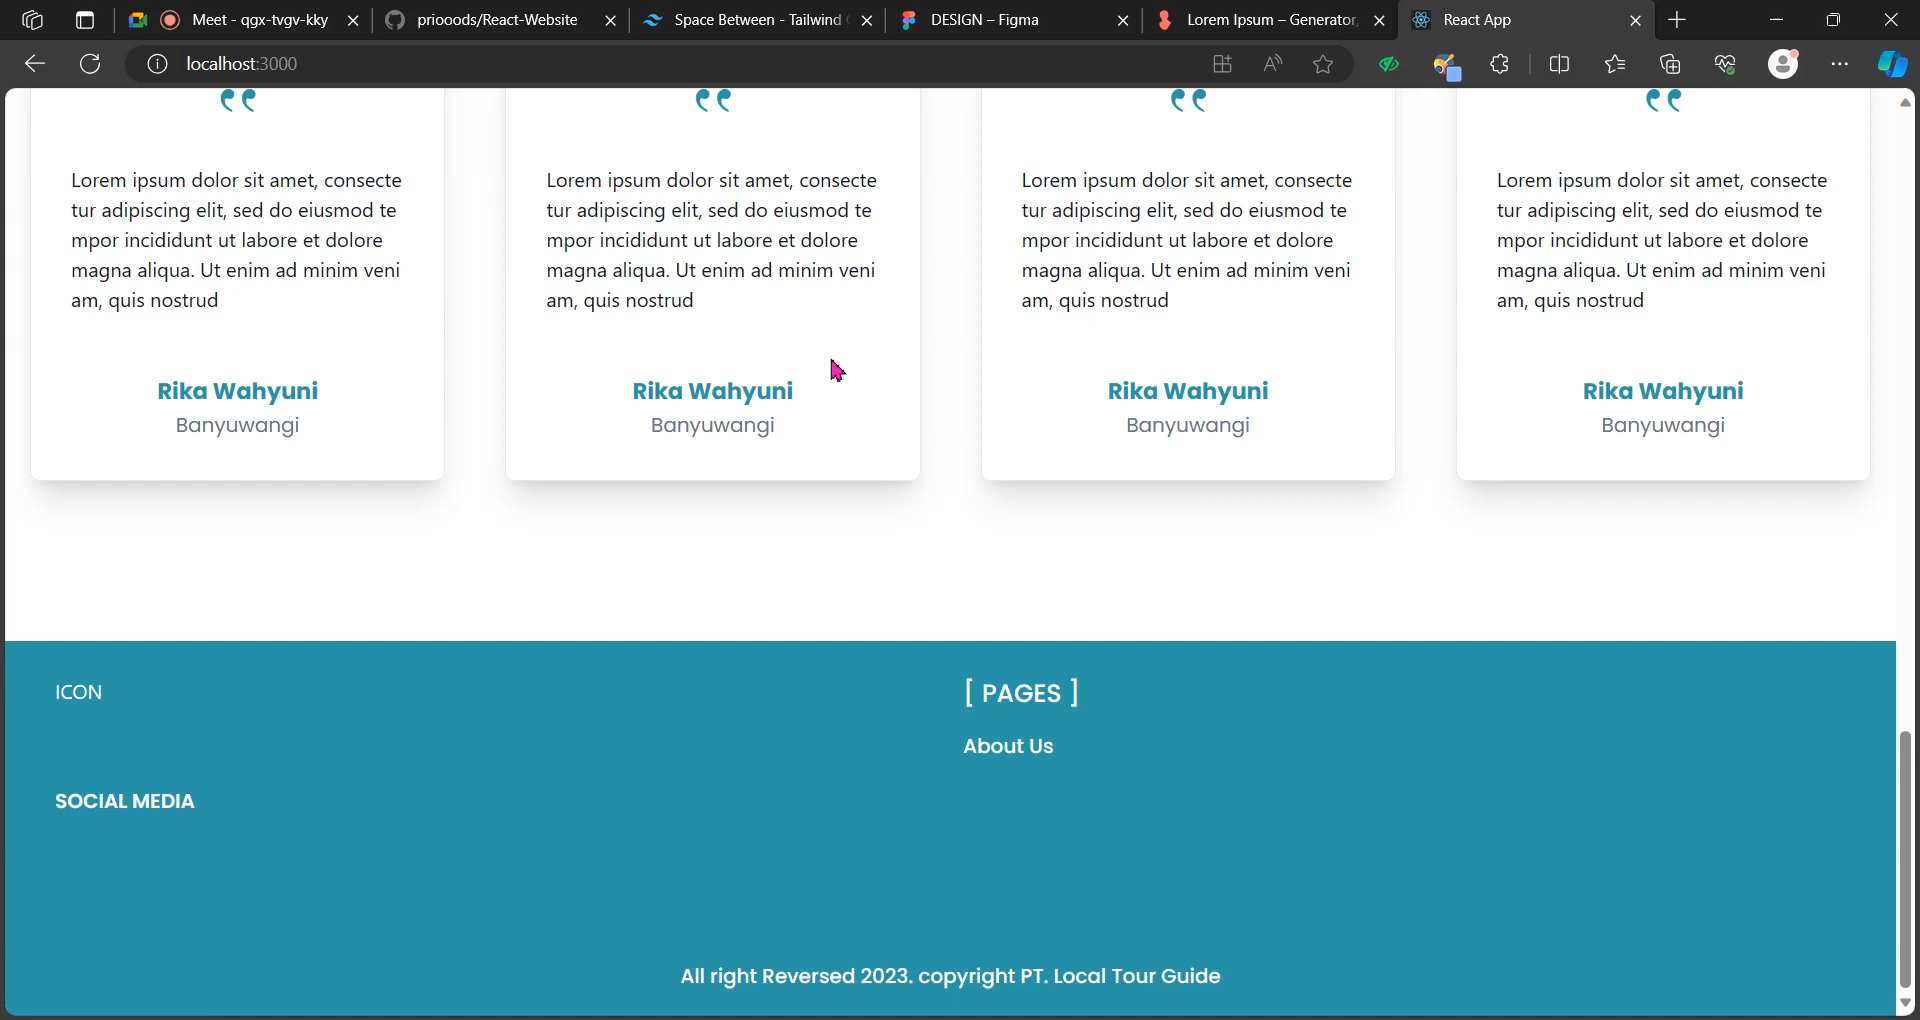 Meet - qgx-tvgv-kky
priooods/React-Website
Space Between - Tailwind
DESIGN – Figma
Lorem Ipsum – Generator,
React App
localhost:3000
Lorem ipsum dolor sit amet, consecte
tur adipiscing elit, sed do eiusmod te
mpor incididunt ut labore et dolore
magna aliqua. Ut enim ad minim veni
am, quis nostrud
Rika Wahyuni
Banyuwangi
Lorem ipsum dolor sit amet, consecte
tur adipiscing elit, sed do eiusmod te
mpor incididunt ut labore et dolore
magna aliqua. Ut enim ad minim veni
am, quis nostrud
Rika Wahyuni
Banyuwangi
Lorem ipsum dolor sit amet, consecte
tur adipiscing elit, sed do eiusmod te
mpor incididunt ut labore et dolore
magna aliqua. Ut enim ad minim veni
am, quis nostrud
Rika Wahyuni
Banyuwangi
Lorem ipsum dolor sit amet, consecte
tur adipiscing elit, sed do eiusmod te
mpor incididunt ut labore et dolore
magna aliqua. Ut enim ad minim veni
am, quis nostrud
Rika Wahyuni
Banyuwangi
ICON
SOCIAL MEDIA
[ PAGES ]
About Us
All right Reversed 2023. copyright PT. Local Tour Guide